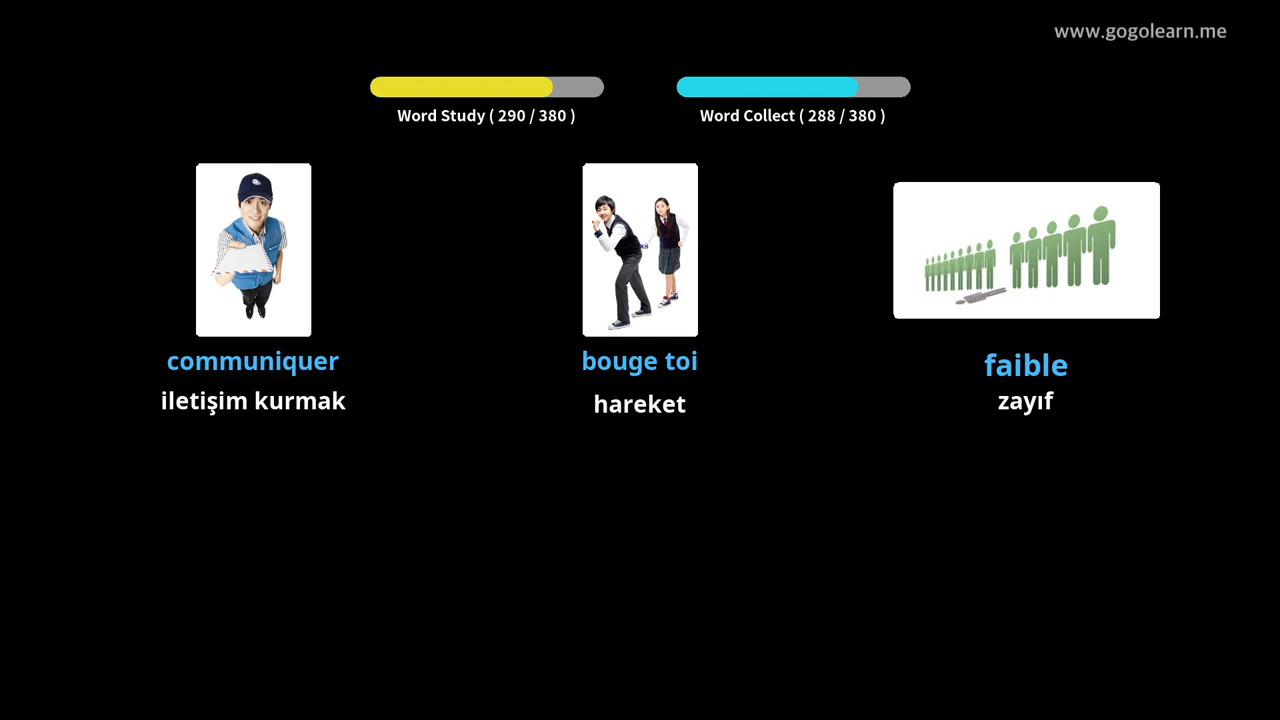 www.gogolearn.me
Word Study ( 290 / 380 )
Word Collect ( 288 / 380 )
communiquer
iletişim kurmak
bouge toi
hareket
faible
zayıf